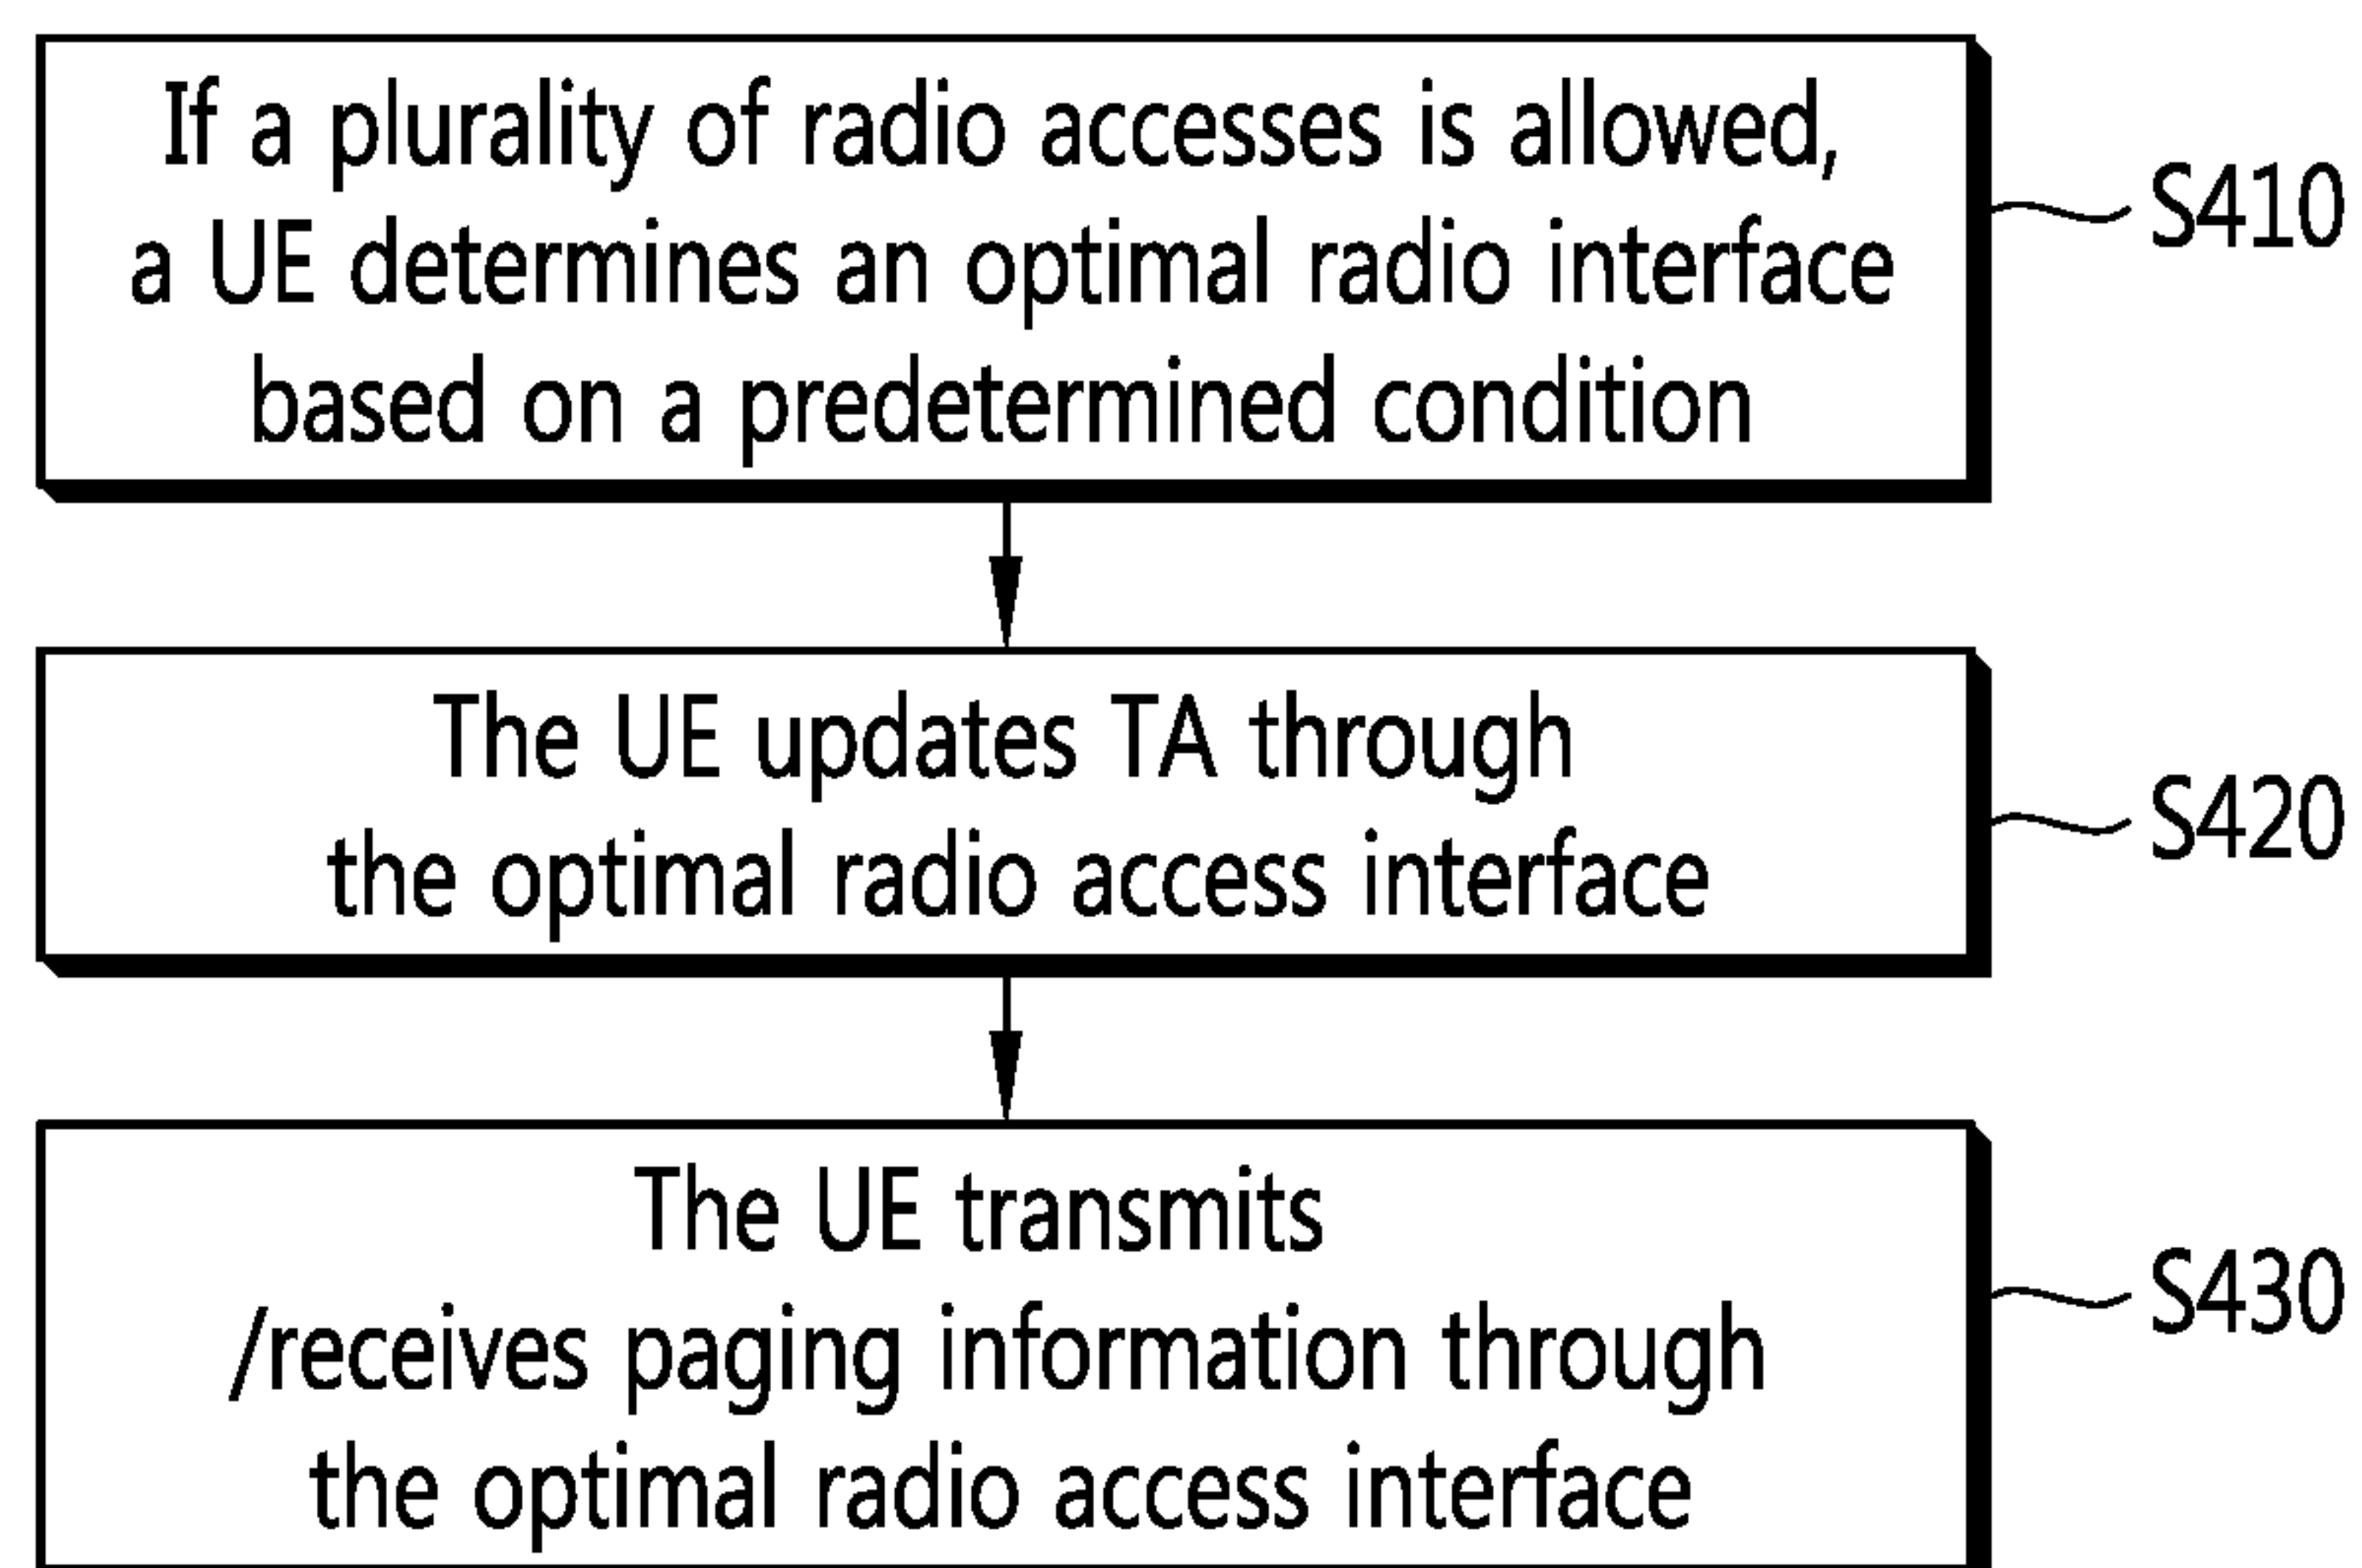 If a plurality of radio accesses is allowed,
a UE determines an optimal radio interface
based on a predetermined condition
S410
The UE updates TA through
the optimal radio access interface
S420
The UE transmits
/receives paging information through
the optimal radio access interface
S430